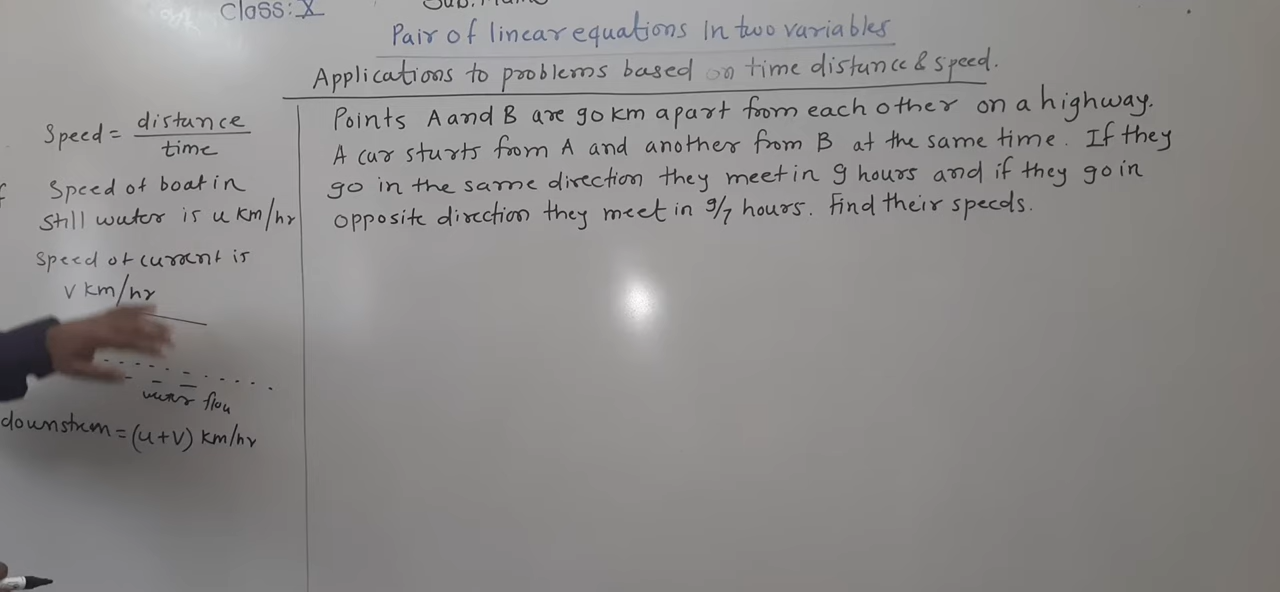 Class: X
Pair of linear equations In two variables
Applications to problems based on time distance & speed.
Speed = distance / time
Speed of boat in
still water is u km/hr
Speed of current is
v km/hr
water flow
downstrem = (u+v) km/hr
Points A and B are 90 km apart from each other on a highway.
A car sturts from A and another from B at the same time. If they
go in the same direction they meet in 9 hours and if they go in
opposite direction they meet in 9/7 hours. Find their speeds.